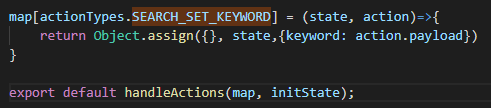 map[actionTypes.SEARCH_SET_KEYWORD] = (state, action)=>{
    return Object.assign({}, state,{keyword: action.payload})
}
export default handleActions(map, initState);